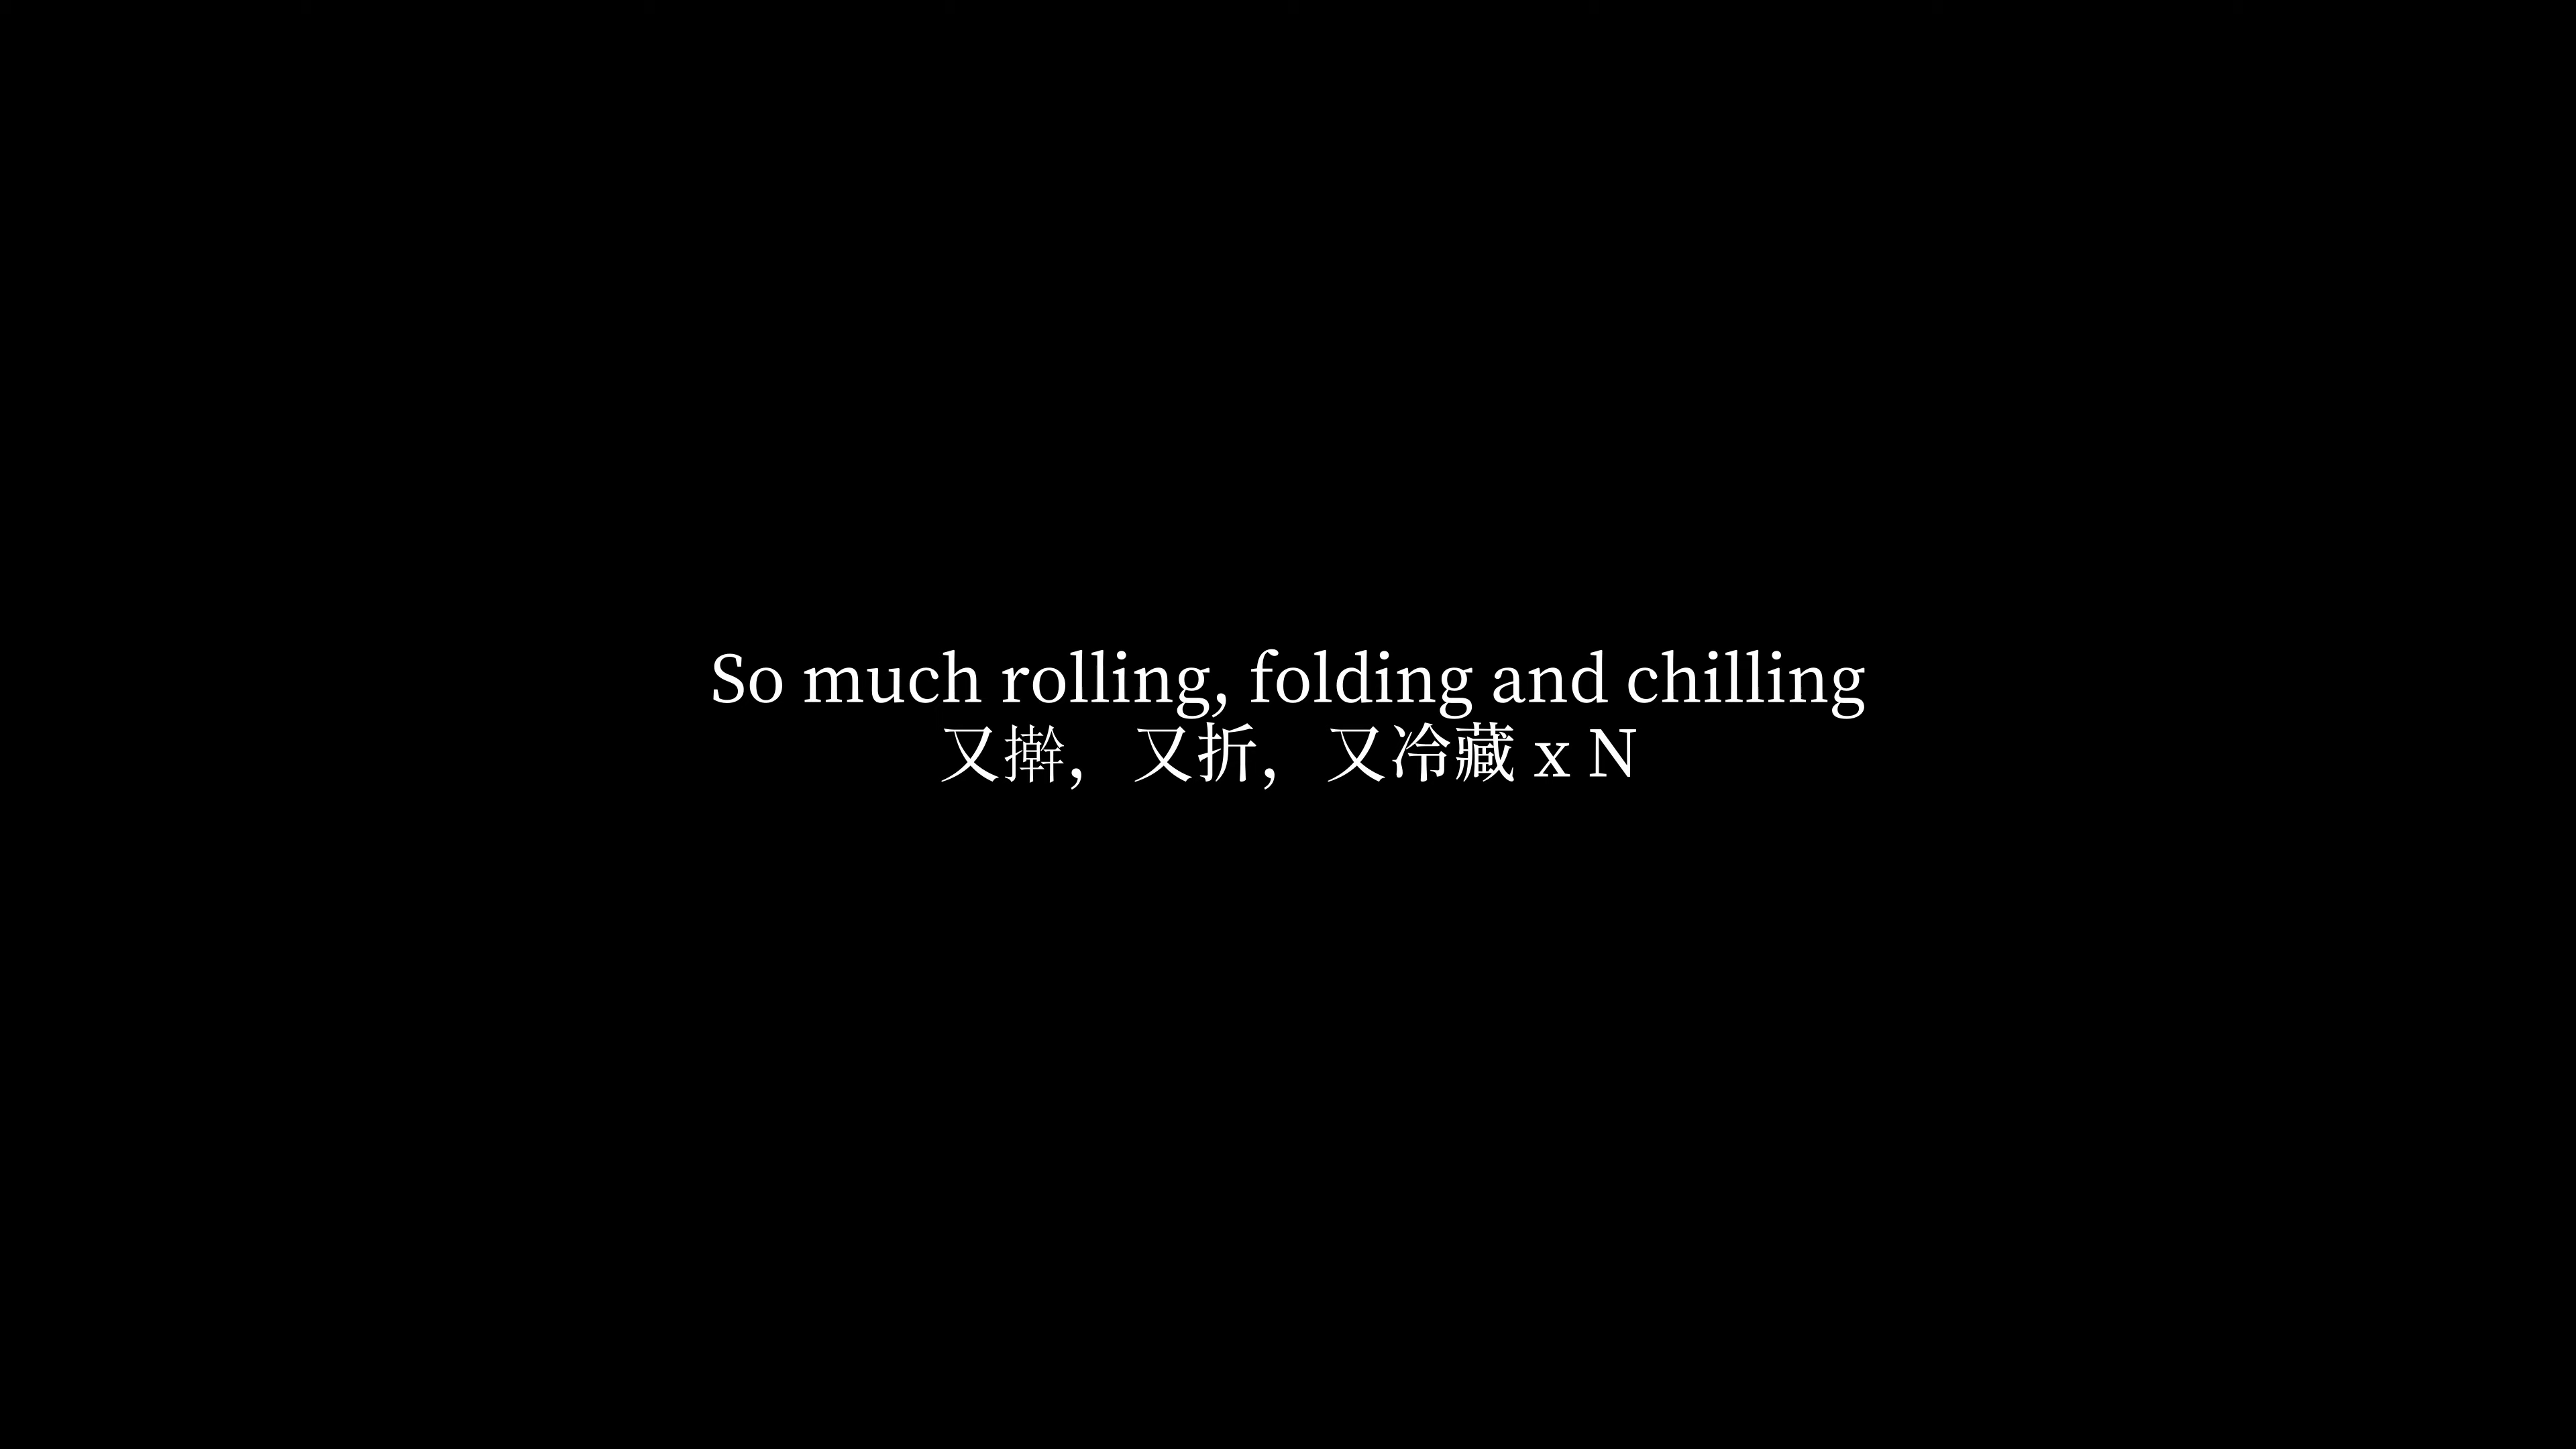 So much rolling, folding and chilling
又擀，又折，又冷藏 x N